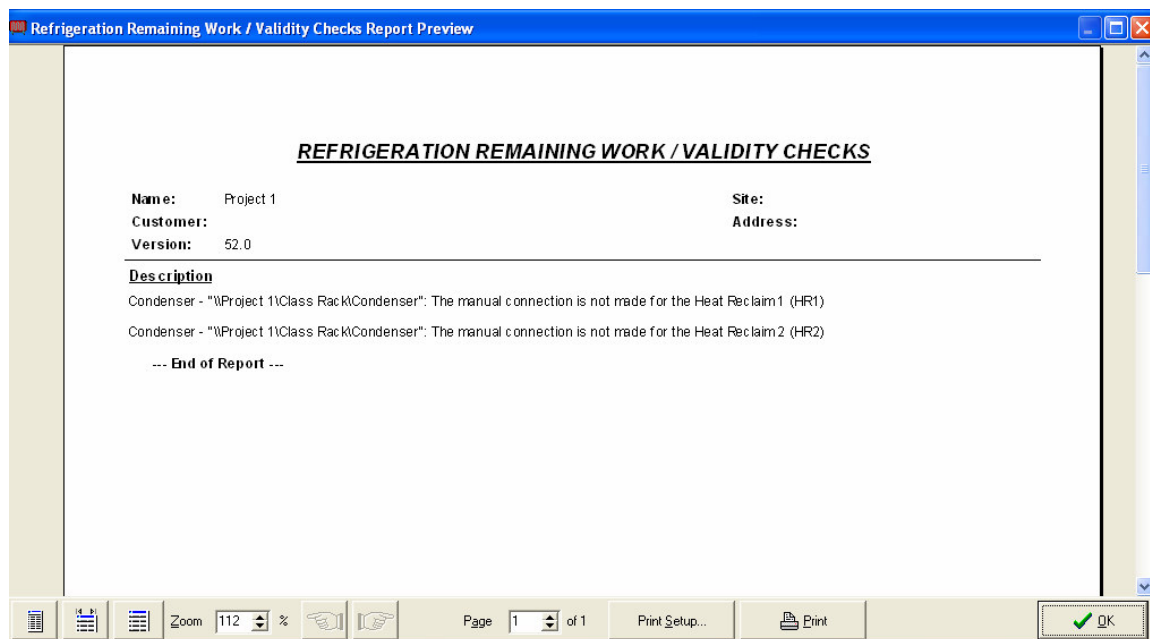 Refrigeration Remaining Work / Validity Checks Report Preview
REFRIGERATION REMAINING WORK / VALIDITY CHECKS
Name: Project 1 Site:
Customer: Address:
Version: 52.0
Description
Condenser - "\\Project 1\Class Rack\Condenser": The manual connection is not made for the Heat Reclaim1 (HR1)
Condenser - "\\Project 1\Class Rack\Condenser": The manual connection is not made for the Heat Reclaim2 (HR2)
--- End of Report ---
Zoom 112 % Page 1 of 1 Print Setup... Print OK